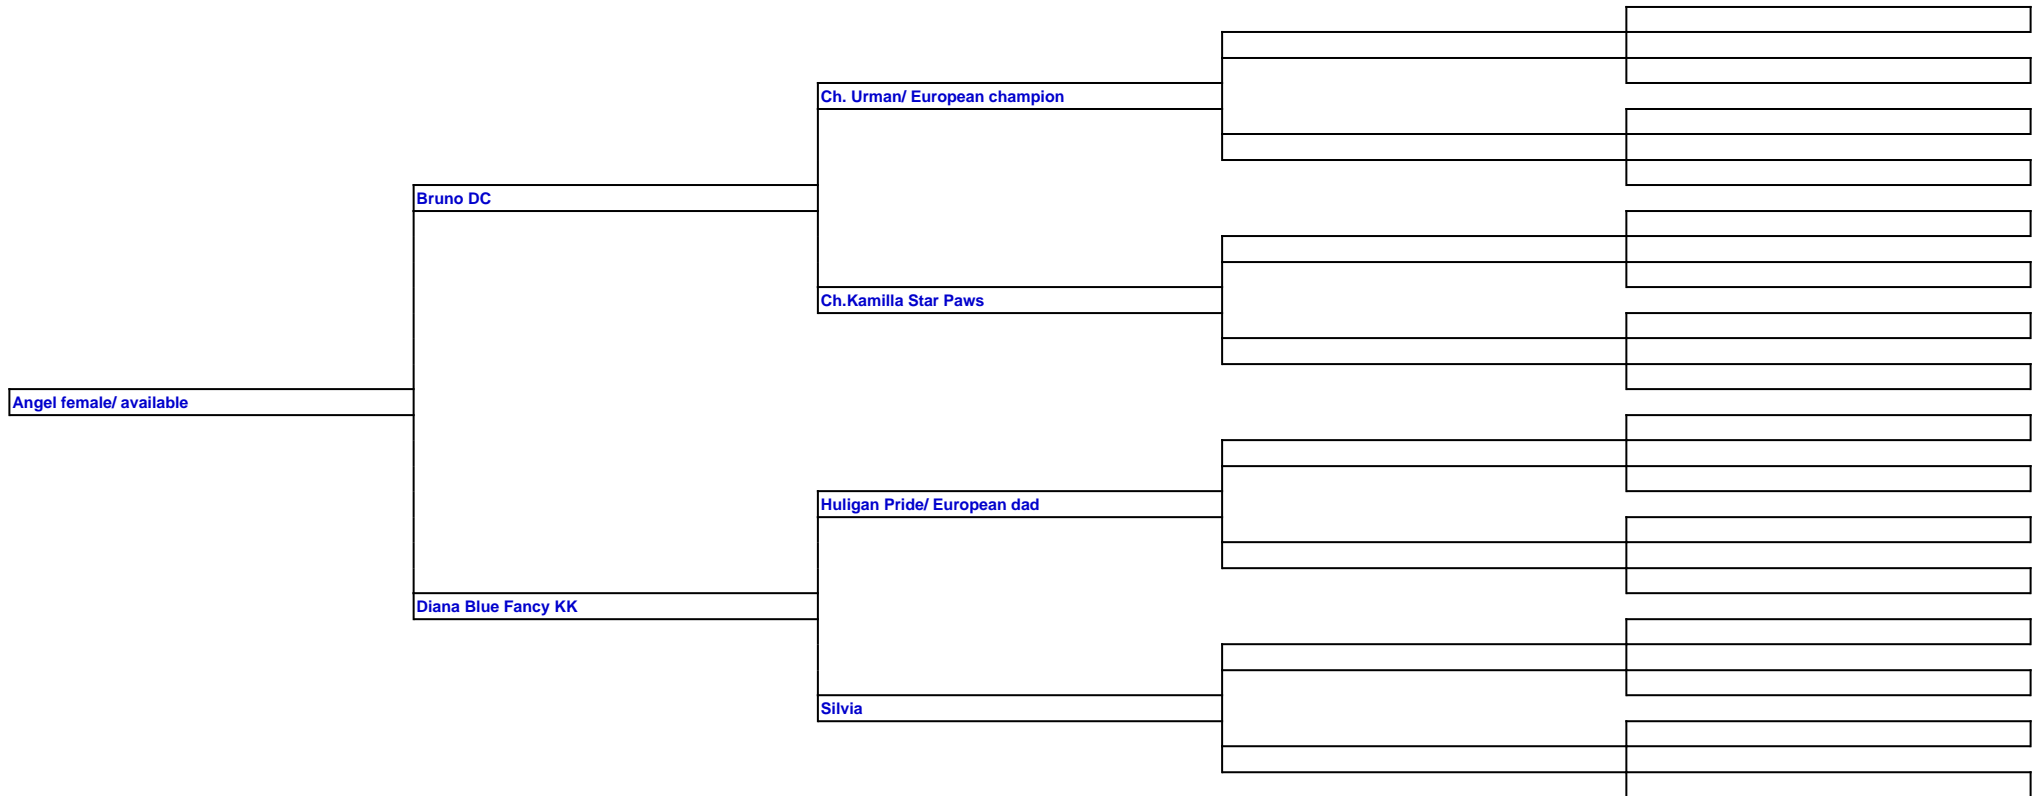 Ch. Urman/ European champion
Bruno DC
Ch.Kamilla Star Paws
Angel female/ available
Huligan Pride/ European dad
Diana Blue Fancy KK
Silvia